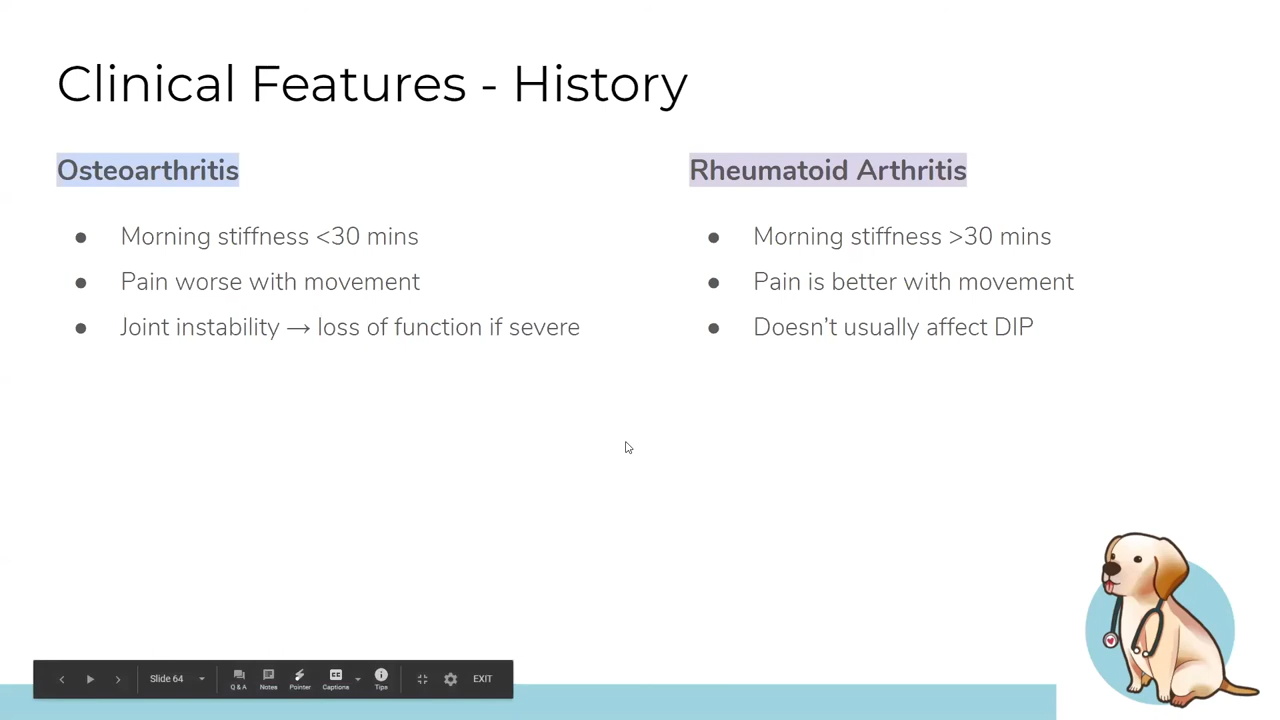 Clinical Features - History
Osteoarthritis
● Morning stiffness <30 mins
● Pain worse with movement
● Joint instability → loss of function if severe
Rheumatoid Arthritis
● Morning stiffness >30 mins
● Pain is better with movement
● Doesn’t usually affect DIP
Slide 64
Q & A
Notes
Pointer
CC
Captions
Tips
EXIT